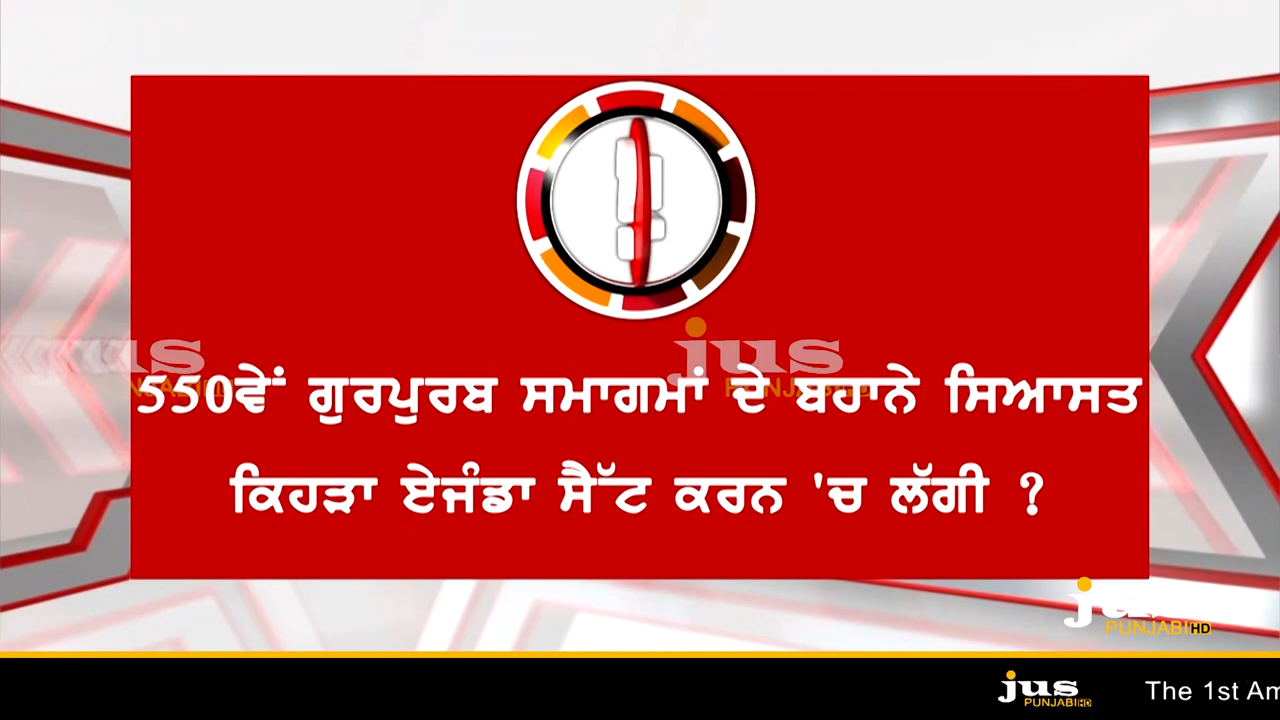 jus
jus
550ਵੇਂ ਗੁਰਪੁਰਬ ਸਮਾਗਮਾਂ ਦੇ ਬਹਾਨੇ ਸਿਆਸਤ
ਕਿਹੜਾ ਏਜੰਡਾ ਸੈੱਟ ਕਰਨ 'ਚ ਲੱਗੀ ?
PUNJABI HD
jus
PUNJABI HD
The 1st Am